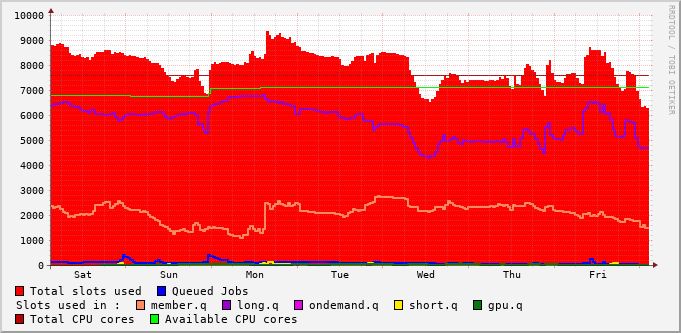 10000
9000
8000
7000
6000
5000
4000
3000
2000
1000
0
Sat Sun Mon Tue Wed Thu Fri
Total slots used Queued Jobs
Slots used in : member.q long.q ondemand.q short.q gpu.q
Total CPU cores Available CPU cores
RRDTOOL / TOBI OETIKER